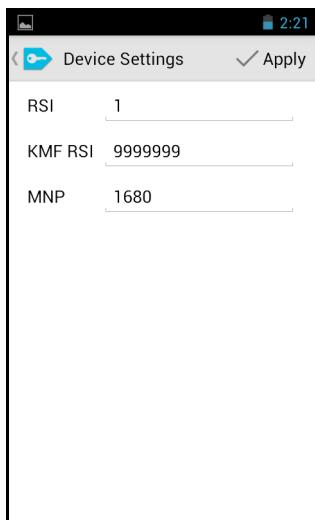 2:21
Device Settings Apply
RSI 1
KMF RSI 9999999
MNP 1680